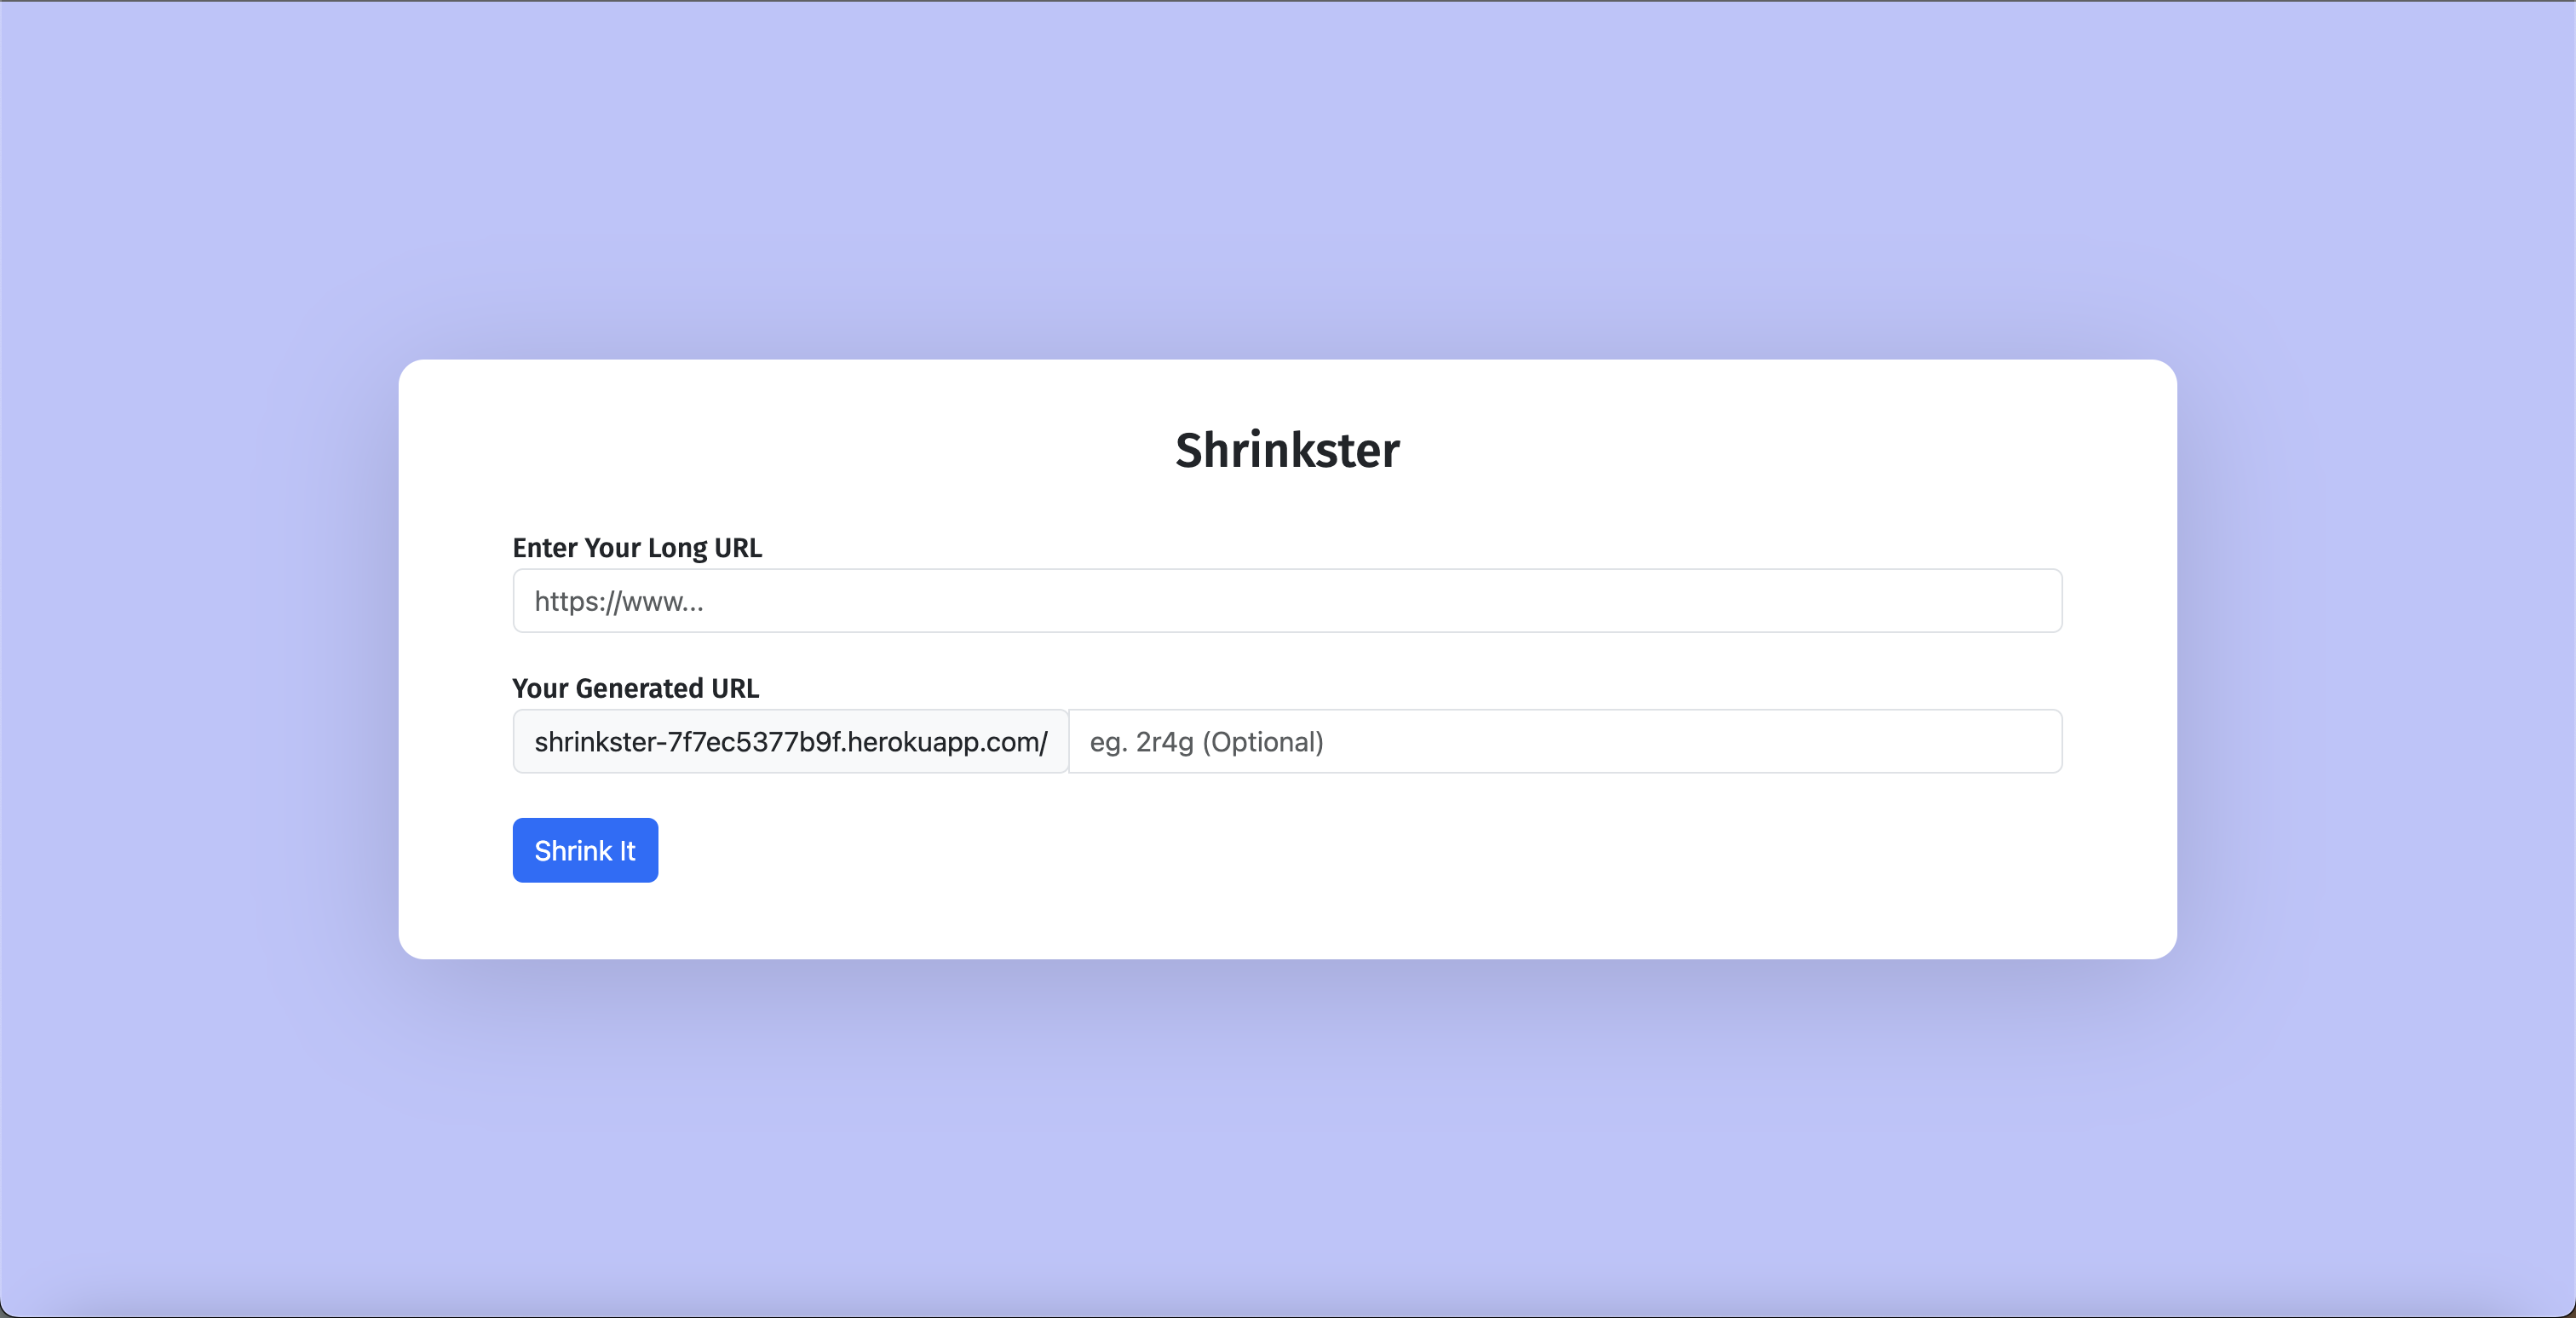 Shrinkster
Enter Your Long URL
https://www...
Your Generated URL
shrinkster-7f7ec5377b9f.herokuapp.com/ eg. 2r4g (Optional)
Shrink It